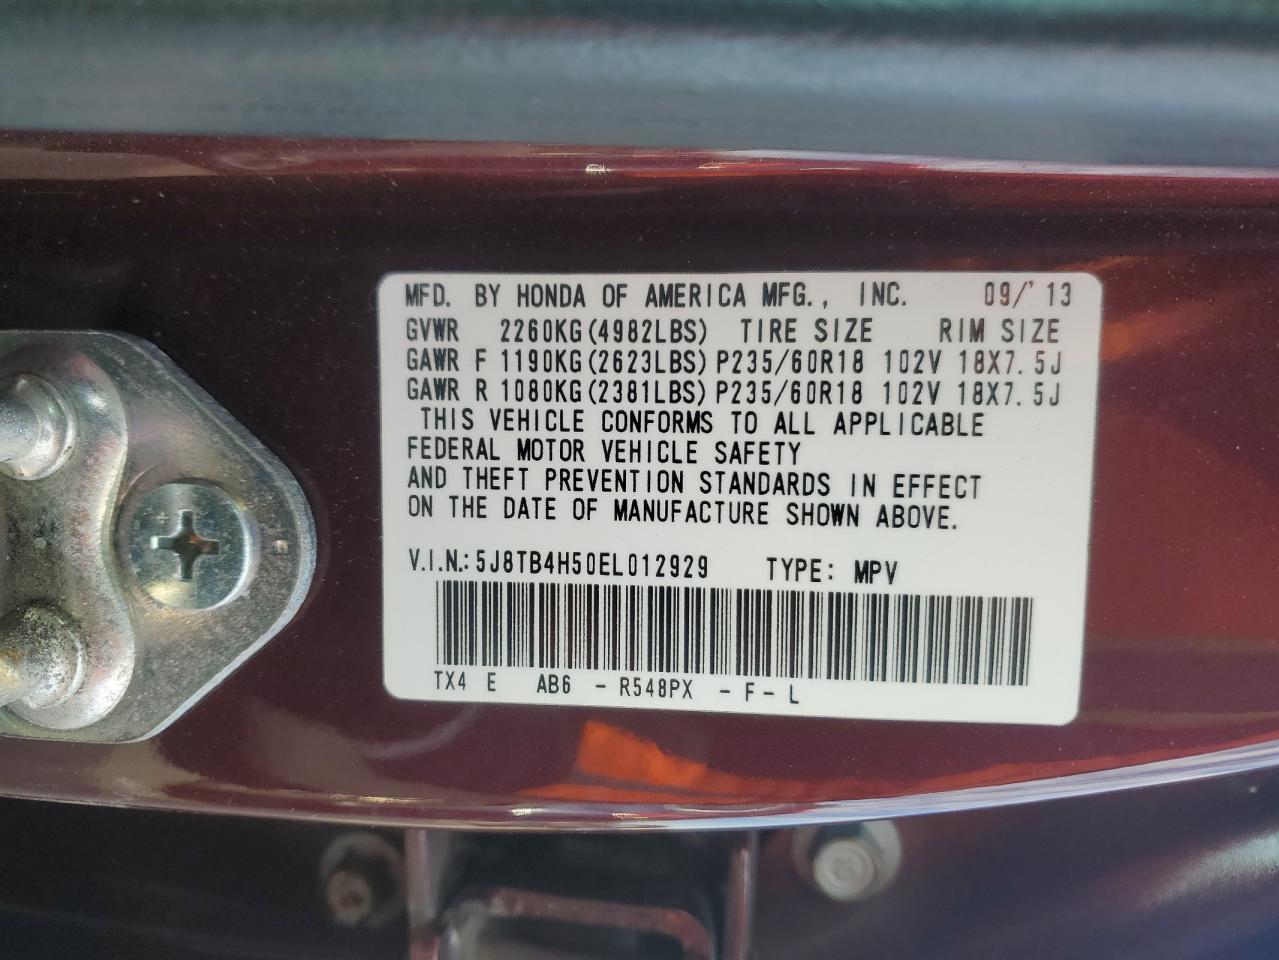 MFD. BY HONDA OF AMERICA MFG., INC. 09/'13
GVWR 2260KG(4982LBS) TIRE SIZE RIM SIZE
GAWR F 1190KG(2623LBS) P235/60R18 102V 18X7.5J
GAWR R 1080KG(2381LBS) P235/60R18 102V 18X7.5J
THIS VEHICLE CONFORMS TO ALL APPLICABLE
FEDERAL MOTOR VEHICLE SAFETY
AND THEFT PREVENTION STANDARDS IN EFFECT
ON THE DATE OF MANUFACTURE SHOWN ABOVE.
V.I.N.: 5J8TB4H50EL012929 TYPE: MPV
TX4 E AB6 - R548PX - F - L